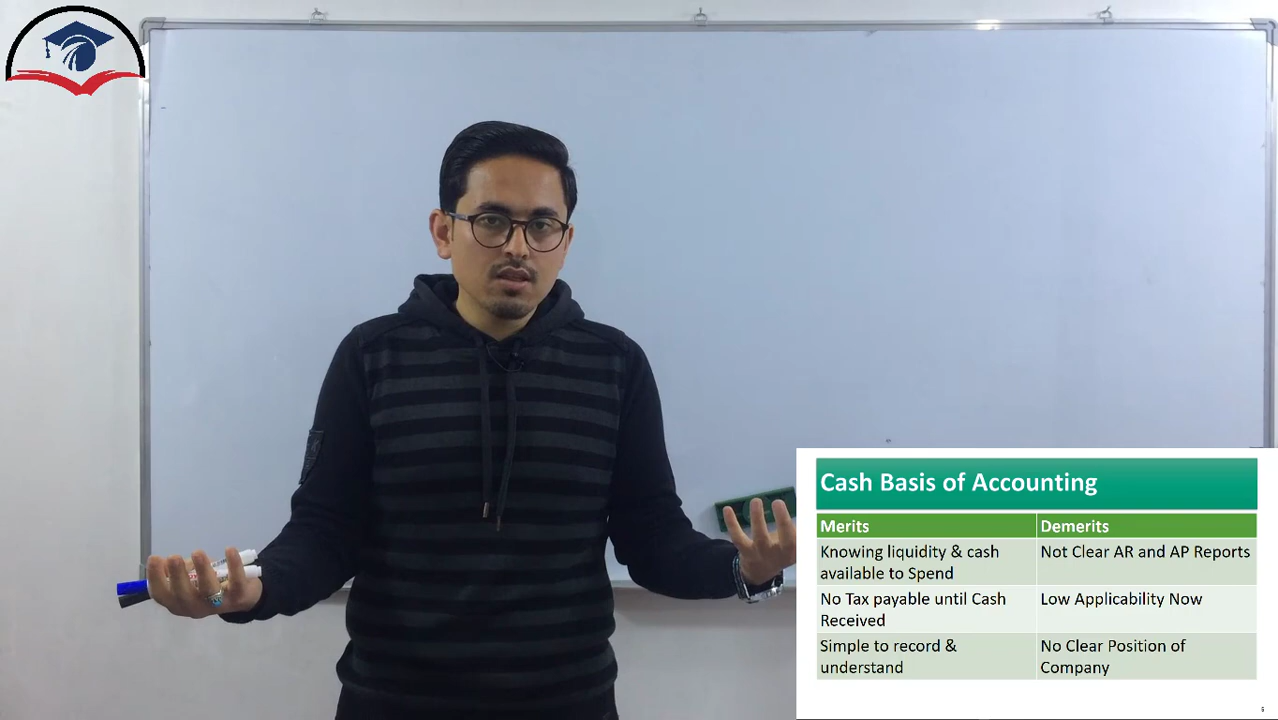 Cash Basis of Accounting
Merits
Demerits
Knowing liquidity & cash
available to Spend
Not Clear AR and AP Reports
No Tax payable until Cash
Received
Low Applicability Now
Simple to record &
understand
No Clear Position of
Company